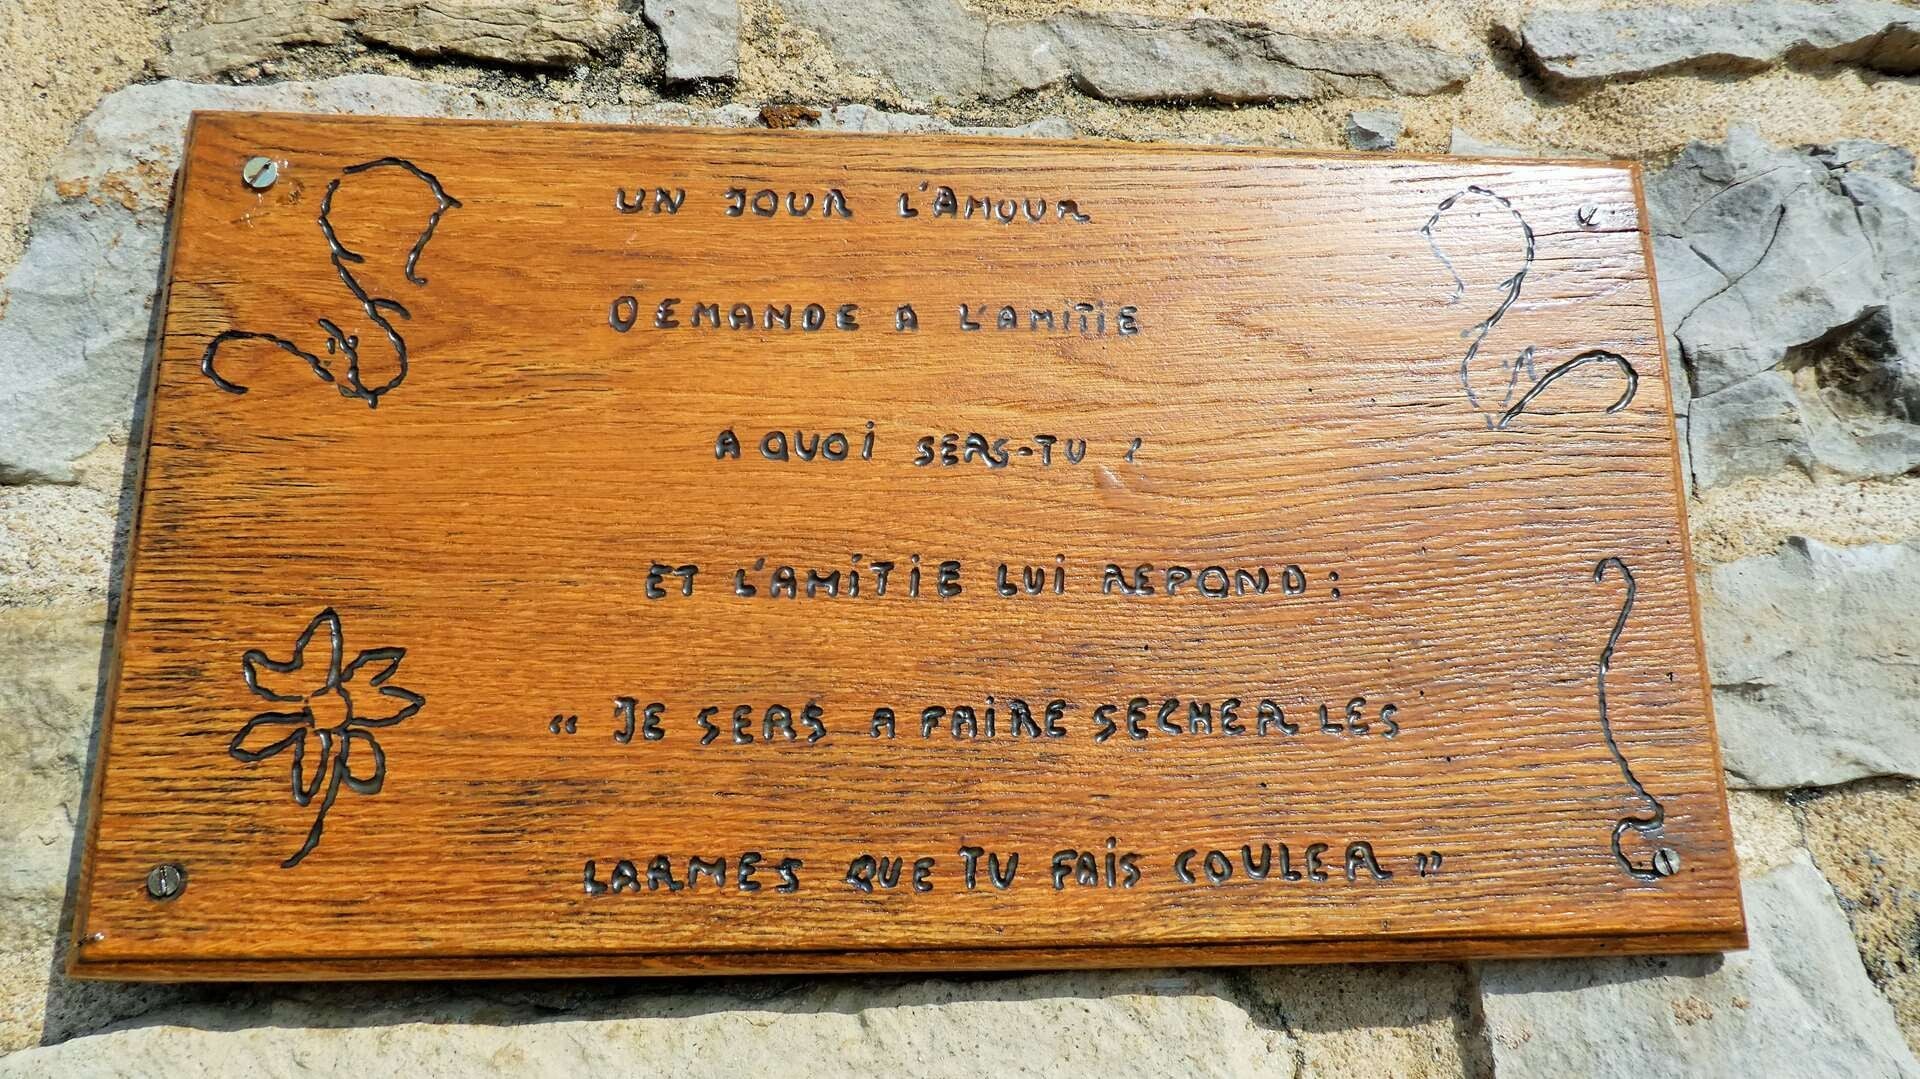 UN JOUR L'AMOUR
DEMANDE A L'AMITIE
A QUOI SERS-TU ?
ET L'AMITIE LUI REPOND :
“ JE SERS A FAIRE SECHER LES
LARMES QUE TU FAIS COULER ”